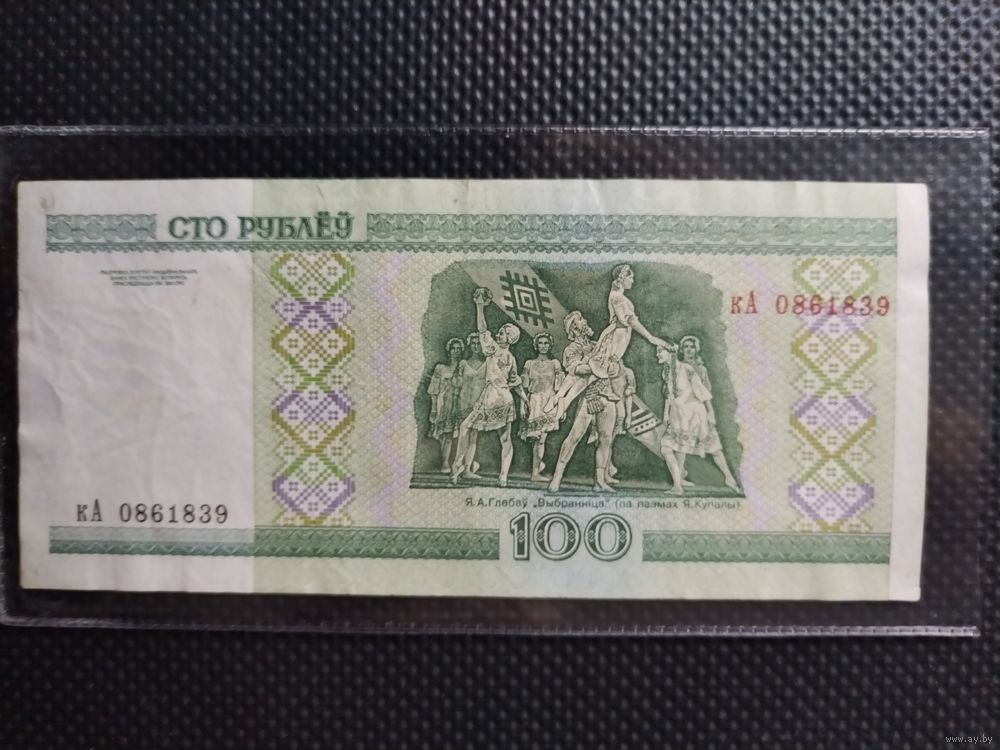 СТО РУБЛЁЎ
кА 0861839
Я.А.Глебаў „Выбранніца" (па паэмах Я.Купалы)
кА 0861839
100
www.ay.by